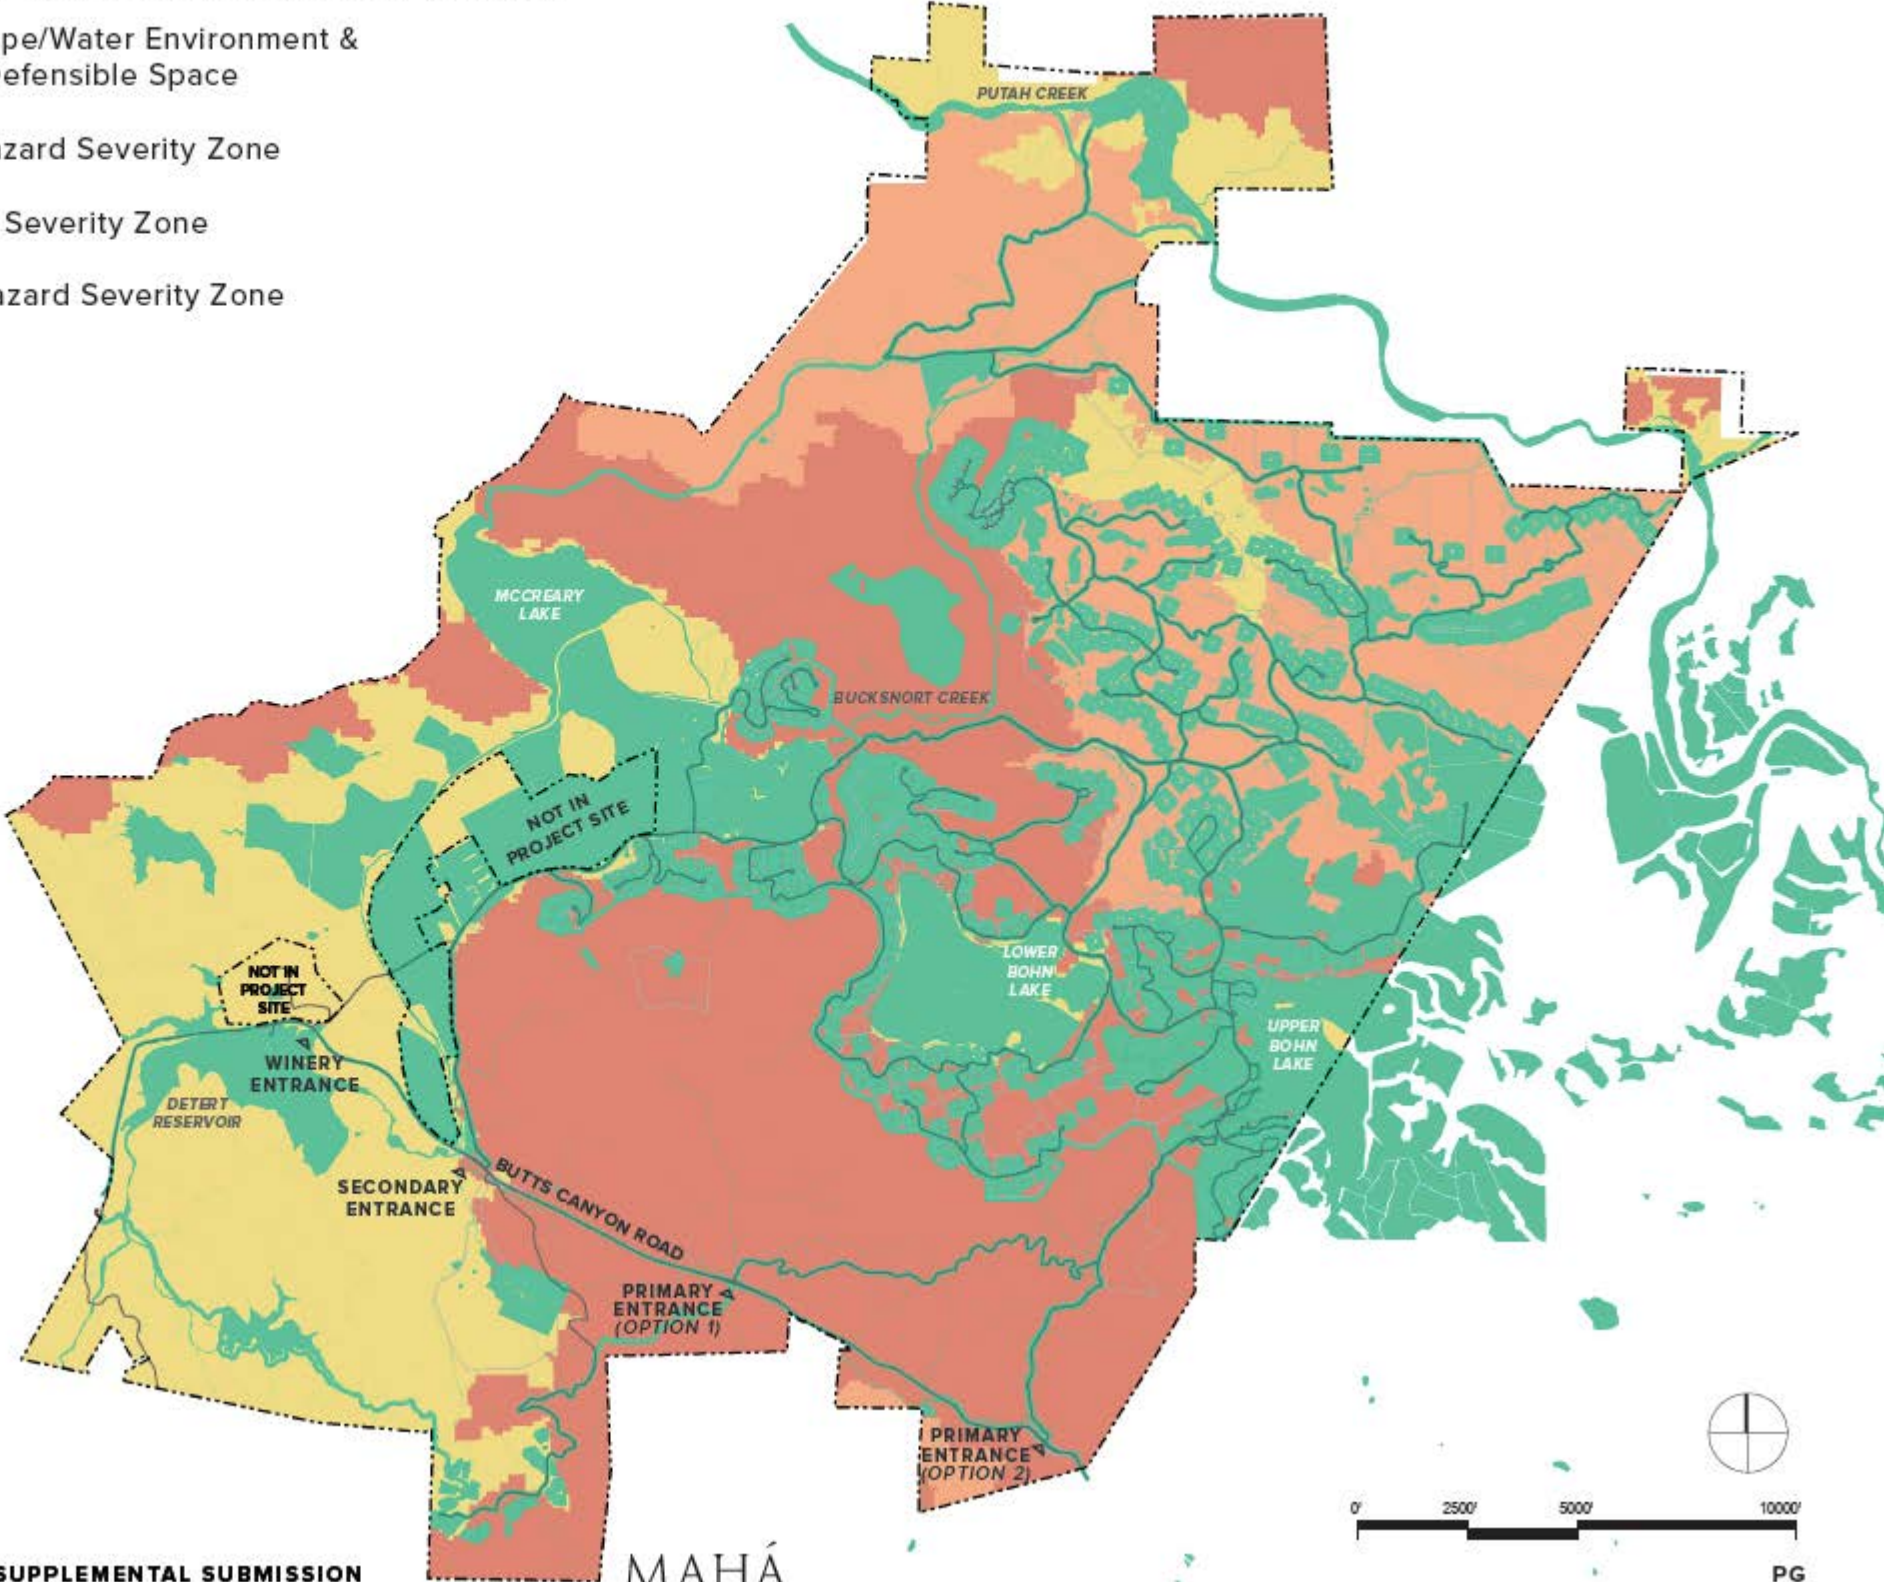 pe/Water Environment &
efensible Space
zard Severity Zone
Severity Zone
zard Severity Zone
PUTAH CREEK
MCCREARY
LAKE
BUCKSNORT CREEK
NOT IN
PROJECT SITE
NOT IN
PROJECT
SITE
LOWER
BOHN
LAKE
UPPER
BOHN
LAKE
WINERY
ENTRANCE
DETERT
RESERVOIR
SECONDARY
ENTRANCE
BUTTS CANYON ROAD
PRIMARY
ENTRANCE
(OPTION 1)
PRIMARY
ENTRANCE
(OPTION 2)
0' 2500' 5000' 10000'
SUPPLEMENTAL SUBMISSION
MAHÁ
PG